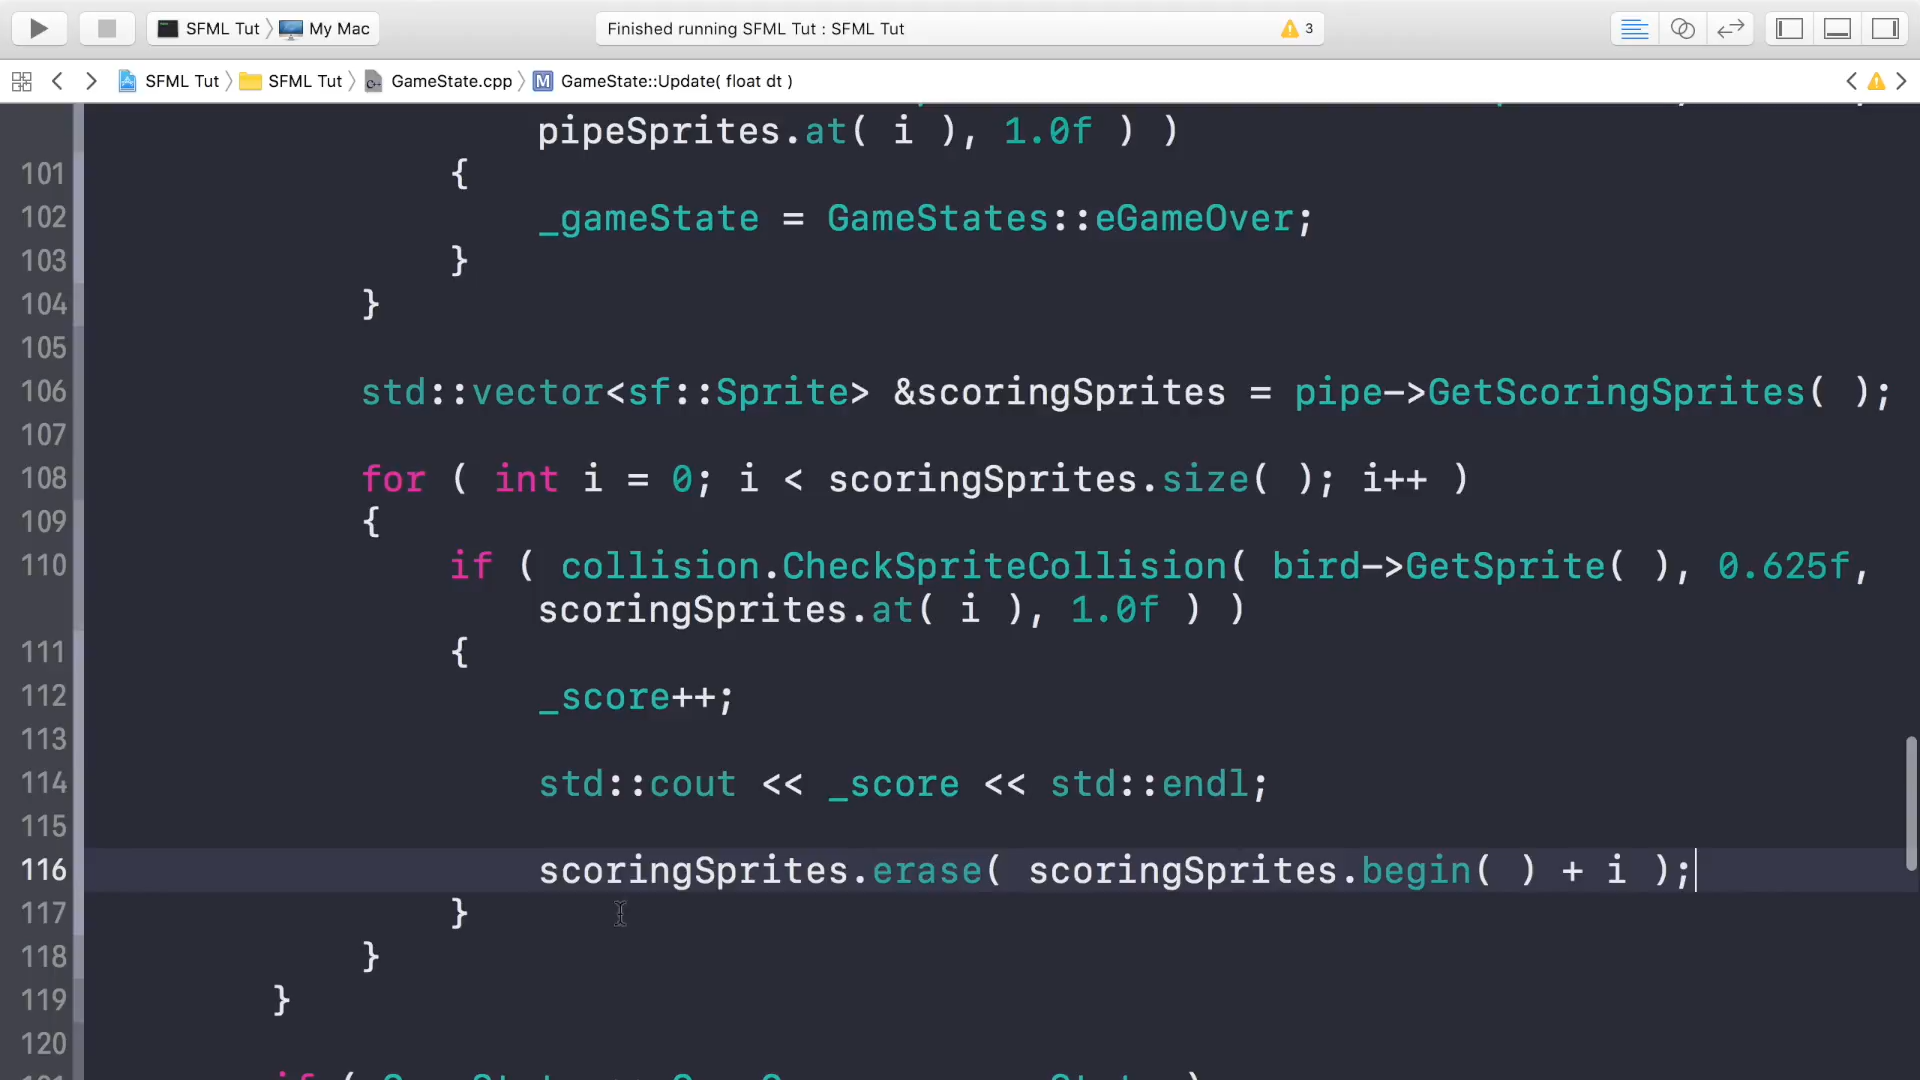 SFML Tut My Mac Finished running SFML Tut : SFML Tut 3
SFML Tut SFML Tut GameState.cpp M GameState::Update( float dt )
pipeSprites.at( i ), 1.0f ) )
101 {
102 _gameState = GameStates::eGameOver;
103 }
104 }
105
106 std::vector<sf::Sprite> &scoringSprites = pipe->GetScoringSprites( );
107
108 for ( int i = 0; i < scoringSprites.size( ); i++ )
109 {
110 if ( collision.CheckSpriteCollision( bird->GetSprite( ), 0.625f,
scoringSprites.at( i ), 1.0f ) )
111 {
112 _score++;
113
114 std::cout << _score << std::endl;
115
116 scoringSprites.erase( scoringSprites.begin( ) + i );
117 }
118 }
119 }
120